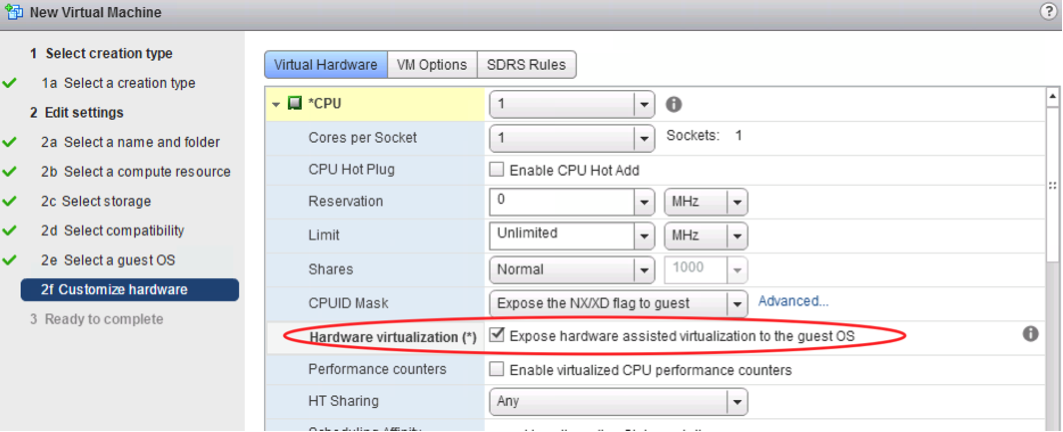 New Virtual Machine
?
1 Select creation type
1a Select a creation type
2 Edit settings
2a Select a name and folder
2b Select a compute resource
2c Select storage
2d Select compatibility
2e Select a guest OS
2f Customize hardware
3 Ready to complete
Virtual Hardware VM Options SDRS Rules
*CPU 1
Cores per Socket 1 Sockets: 1
CPU Hot Plug Enable CPU Hot Add
Reservation 0 MHz
Limit Unlimited MHz
Shares Normal 1000
CPUID Mask Expose the NX/XD flag to guest Advanced...
Hardware virtualization (*) Expose hardware assisted virtualization to the guest OS
Performance counters Enable virtualized CPU performance counters
HT Sharing Any
Scheduling Affinity